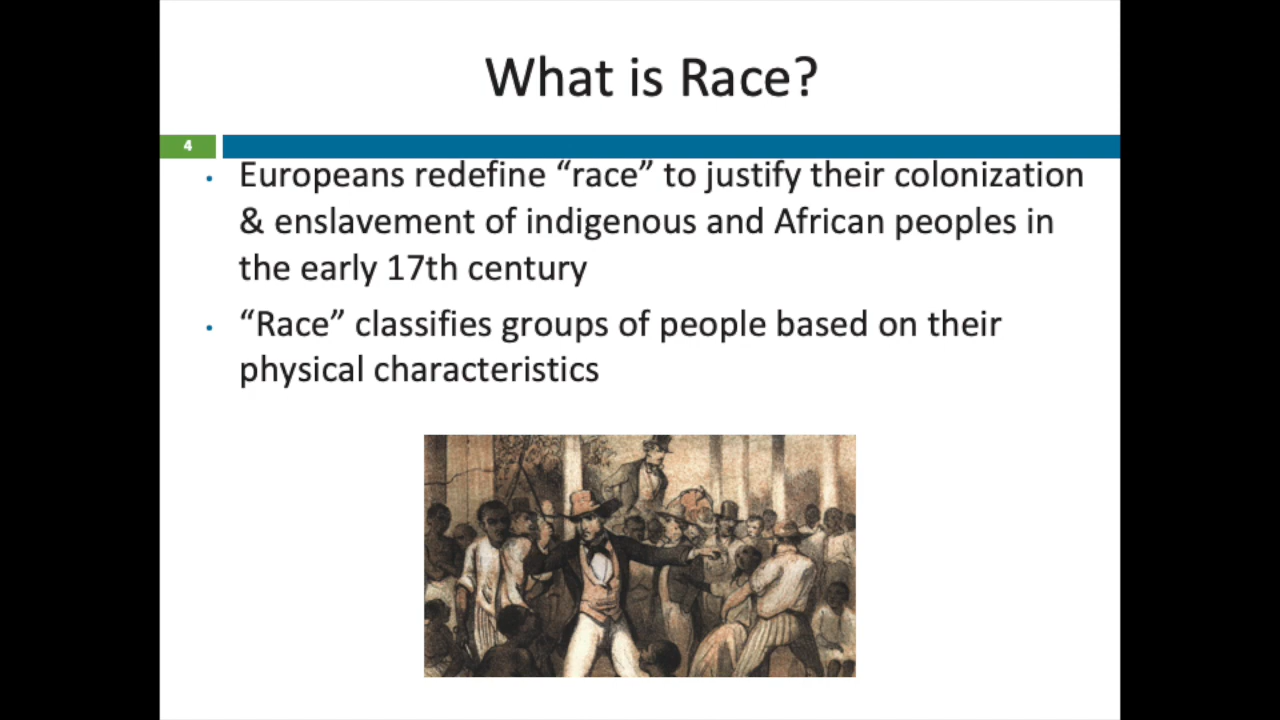 What is Race?
4
• Europeans redefine “race” to justify their colonization
& enslavement of indigenous and African peoples in
the early 17th century
• “Race” classifies groups of people based on their
physical characteristics